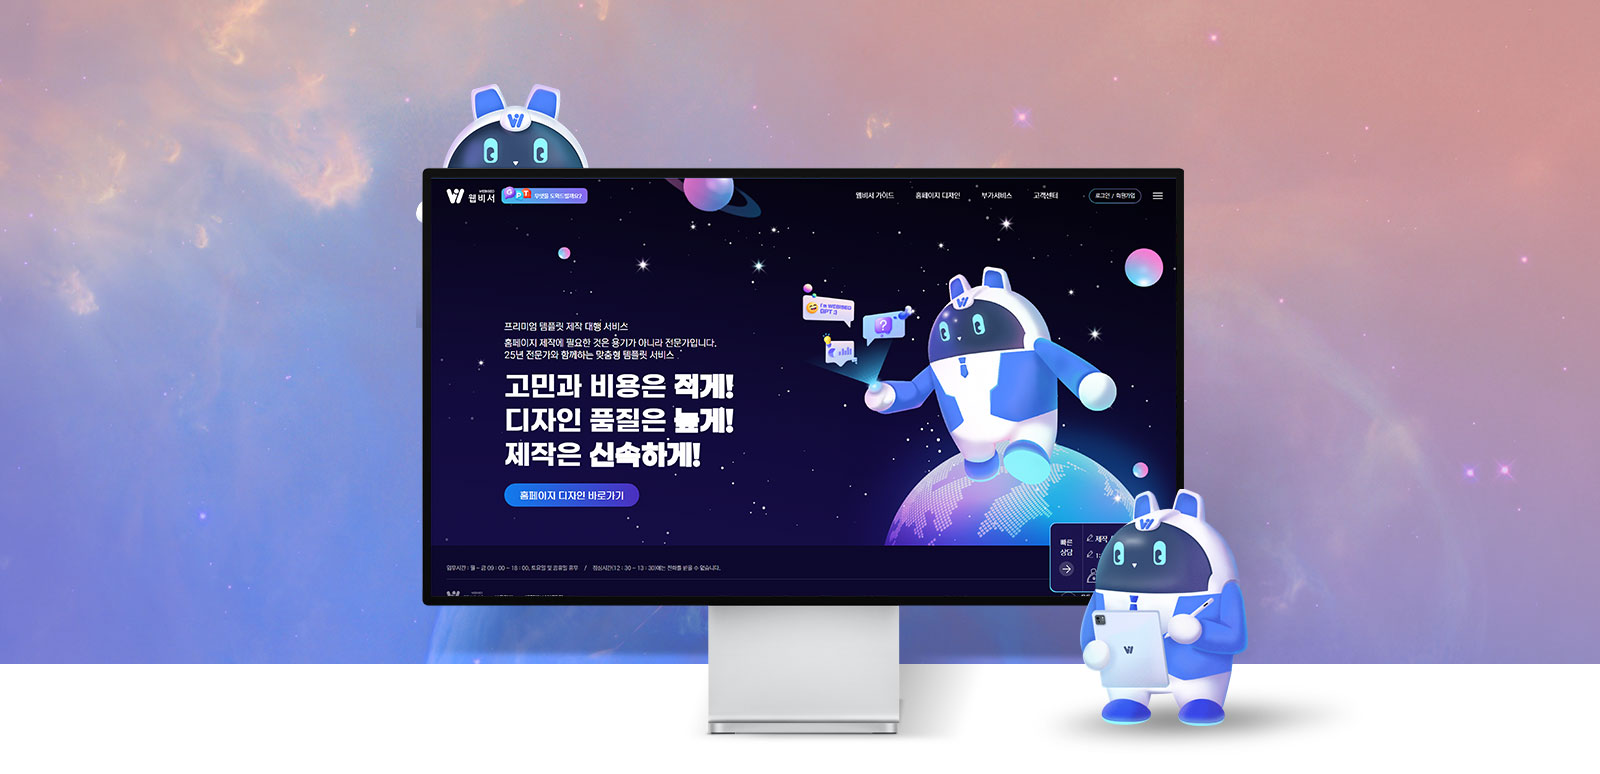 WEBISEO
웹비서
GPT 무엇을 도와드릴까요?
웹비서 가이드
홈페이지 디자인
부가서비스
고객센터
로그인 / 회원가입
I'm WEBISEO
GPT :)
프리미엄 템플릿 제작 대행 서비스
홈페이지 제작에 필요한 것은 용기가 아니라 전문가입니다.
25년 전문가와 함께하는 맞춤형 템플릿 서비스
고민과 비용은 적게!
디자인 품질은 높게!
제작은 신속하게!
홈페이지 디자인 바로가기
빠른
상담
제작
업무시간 : 월 ~ 금 09 : 00 ~ 18 : 00, 토요일 및 공휴일 휴무 / 점심시간(12 : 30 ~ 13 : 30)에는 전화를 받을 수 없습니다.